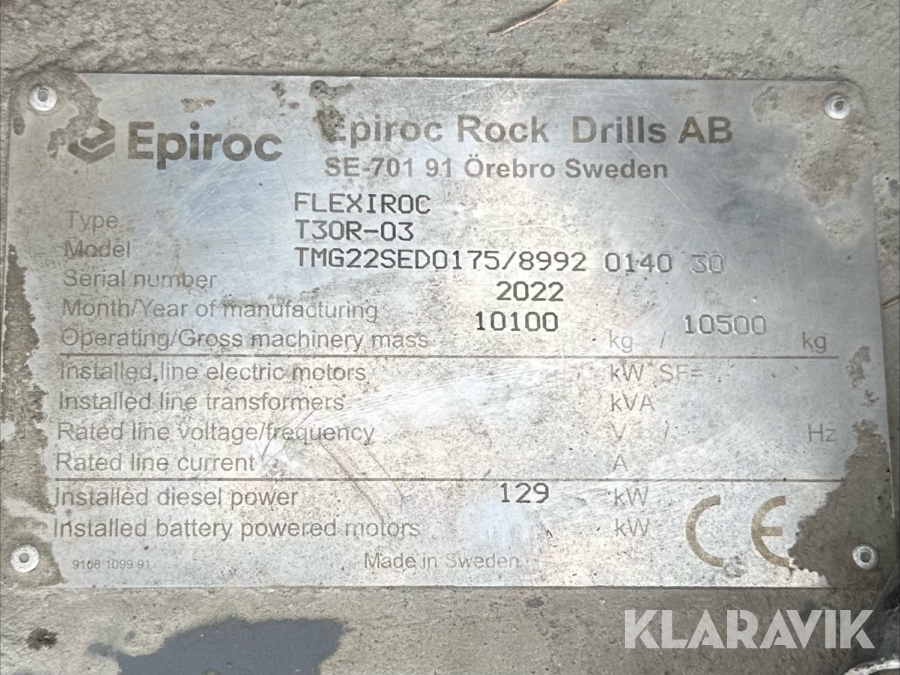 Epiroc
Epiroc Rock Drills AB
SE-701 91 Örebro Sweden
Type FLEXIROC
Model T30R-03
Serial number TMG22SED0175/8992 0140 30
Month/Year of manufacturing 2022
Operating/Gross machinery mass 10100 kg / 10500 kg
Installed line electric motors kW SF=
Installed line transformers kVA
Rated line voltage/frequency V / Hz
Rated line current A
Installed diesel power 129 kW
Installed battery powered motors kW
CE
9106 1099 91
Made in Sweden
KLARAVIK